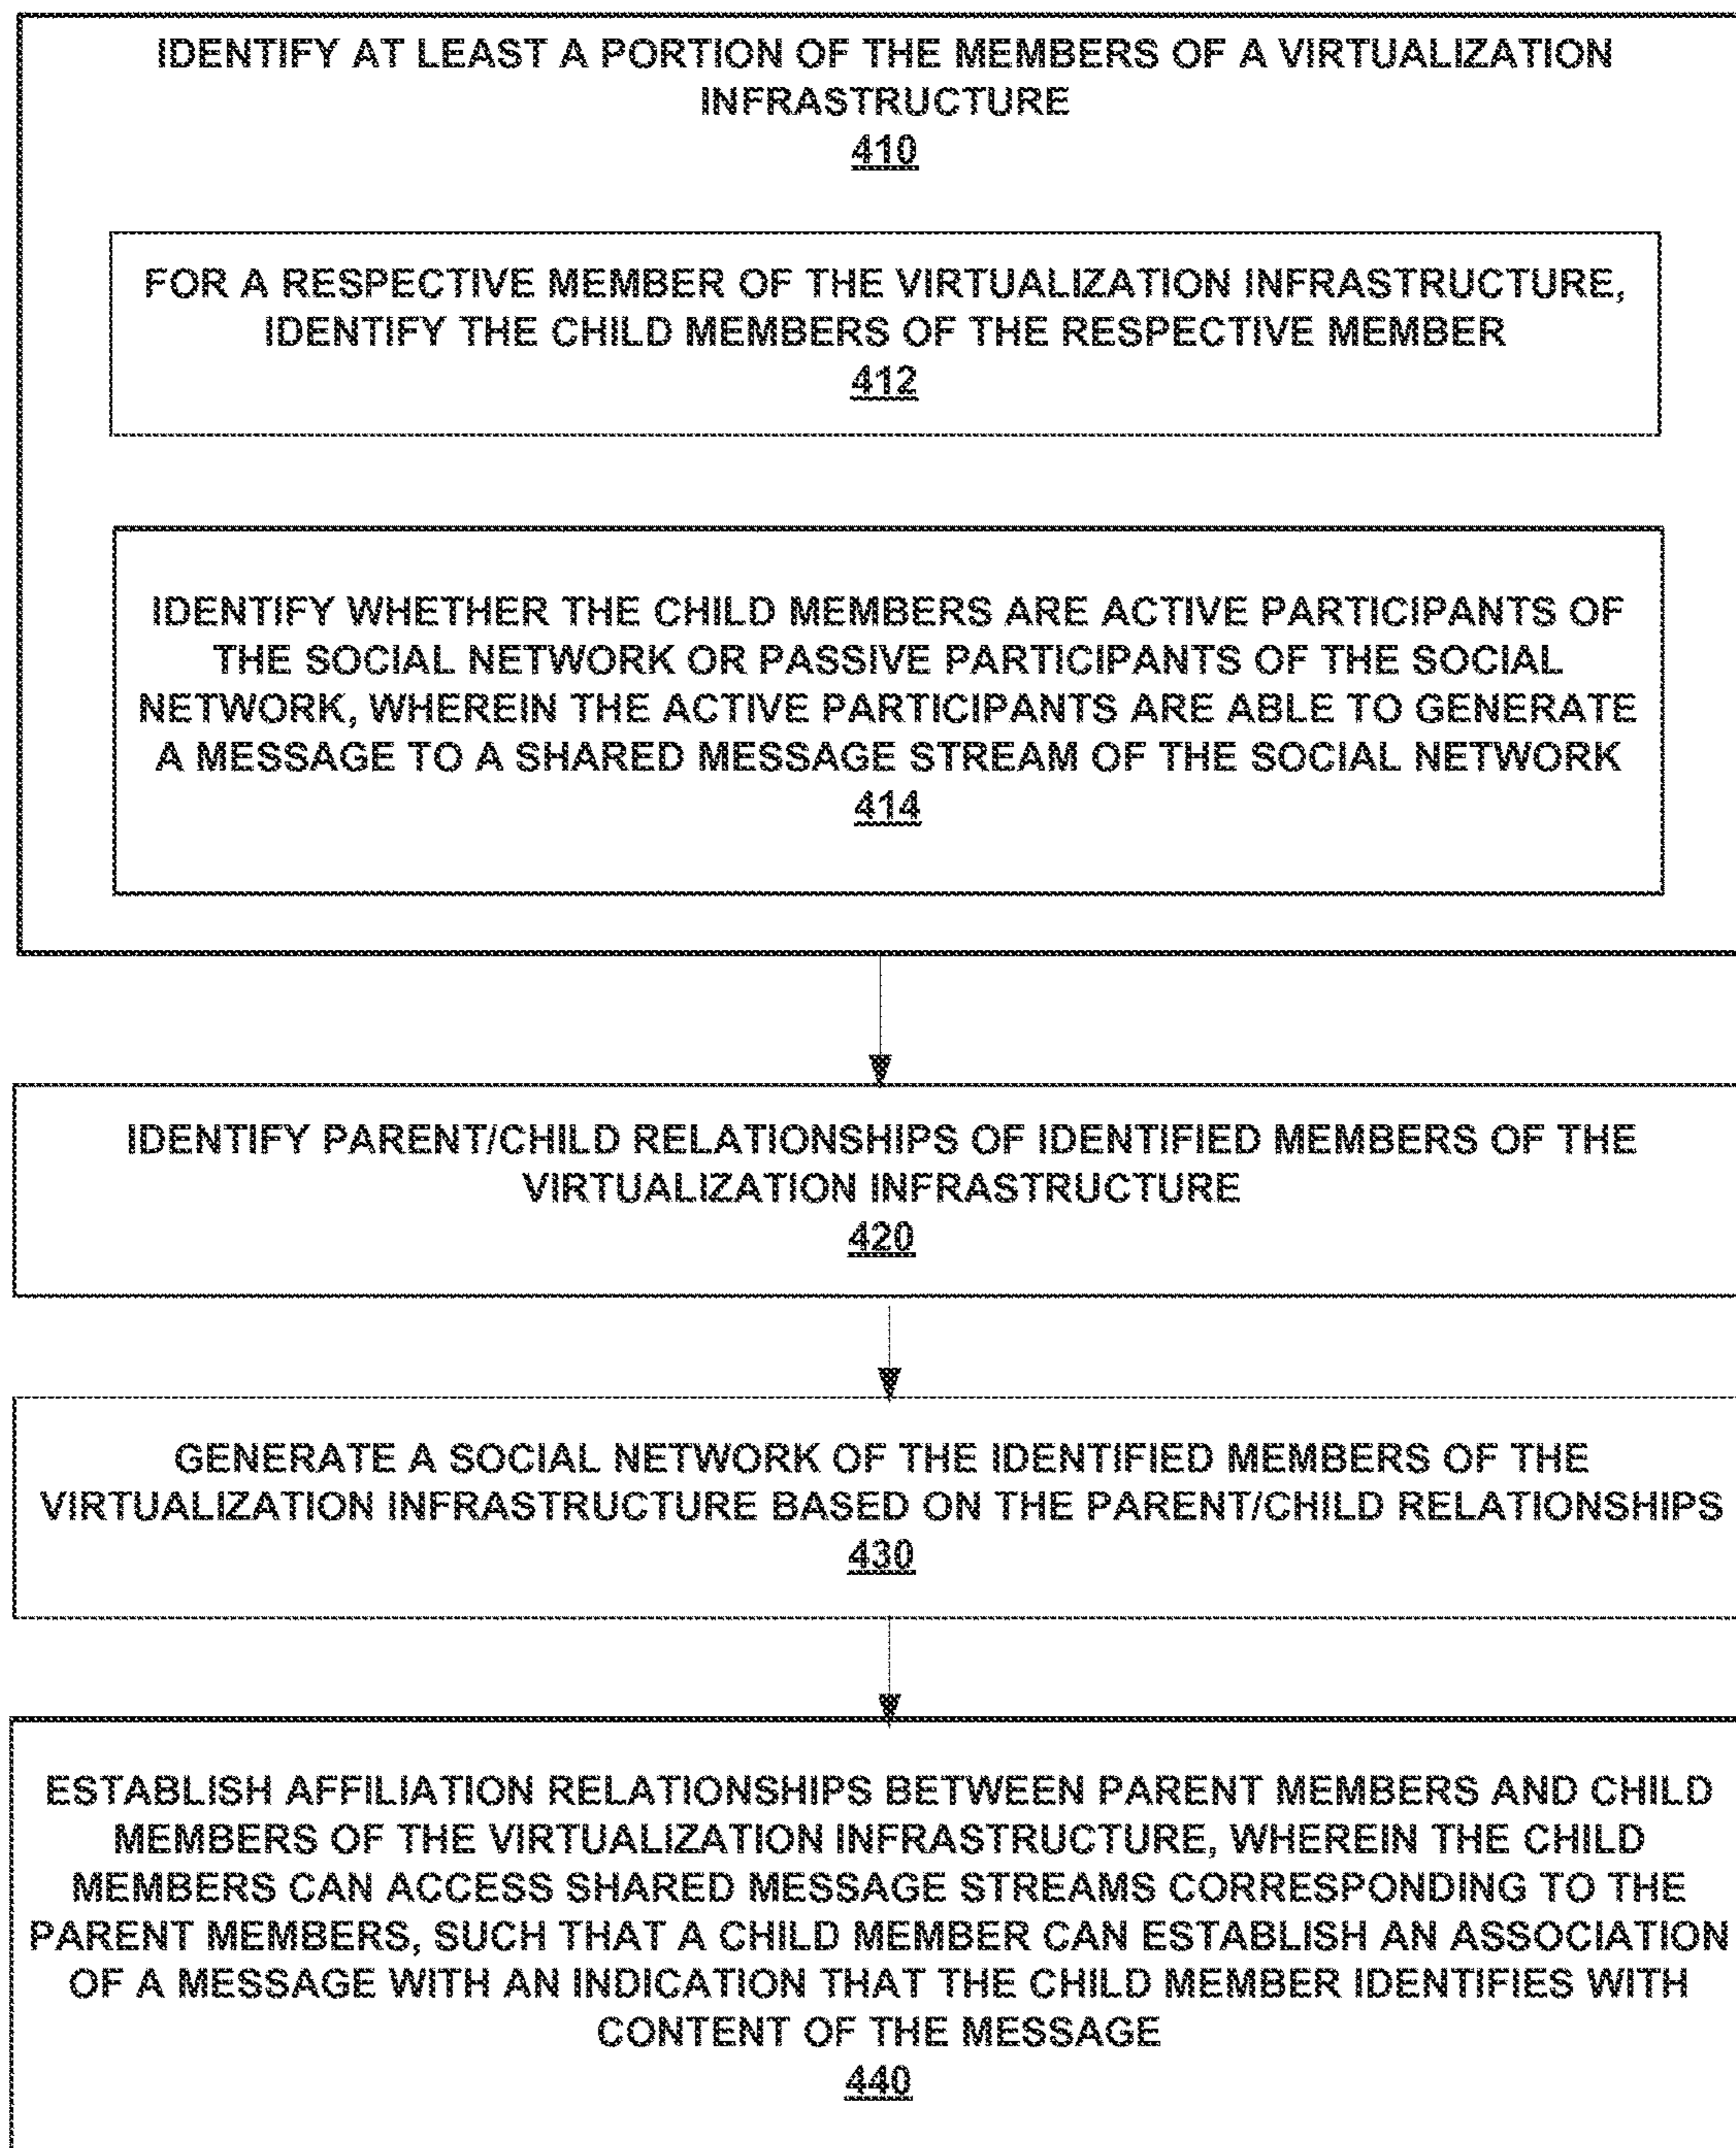 IDENTIFY AT LEAST A PORTION OF THE MEMBERS OF A VIRTUALIZATION
INFRASTRUCTURE
410
FOR A RESPECTIVE MEMBER OF THE VIRTUALIZATION INFRASTRUCTURE,
IDENTIFY THE CHILD MEMBERS OF THE RESPECTIVE MEMBER
412
IDENTIFY WHETHER THE CHILD MEMBERS ARE ACTIVE PARTICIPANTS OF
THE SOCIAL NETWORK OR PASSIVE PARTICIPANTS OF THE SOCIAL
NETWORK, WHEREIN THE ACTIVE PARTICIPANTS ARE ABLE TO GENERATE
A MESSAGE TO A SHARED MESSAGE STREAM OF THE SOCIAL NETWORK
414
IDENTIFY PARENT/CHILD RELATIONSHIPS OF IDENTIFIED MEMBERS OF THE
VIRTUALIZATION INFRASTRUCTURE
420
GENERATE A SOCIAL NETWORK OF THE IDENTIFIED MEMBERS OF THE
VIRTUALIZATION INFRASTRUCTURE BASED ON THE PARENT/CHILD RELATIONSHIPS
430
ESTABLISH AFFILIATION RELATIONSHIPS BETWEEN PARENT MEMBERS AND CHILD
MEMBERS OF THE VIRTUALIZATION INFRASTRUCTURE, WHEREIN THE CHILD
MEMBERS CAN ACCESS SHARED MESSAGE STREAMS CORRESPONDING TO THE
PARENT MEMBERS, SUCH THAT A CHILD MEMBER CAN ESTABLISH AN ASSOCIATION
OF A MESSAGE WITH AN INDICATION THAT THE CHILD MEMBER IDENTIFIES WITH
CONTENT OF THE MESSAGE
440